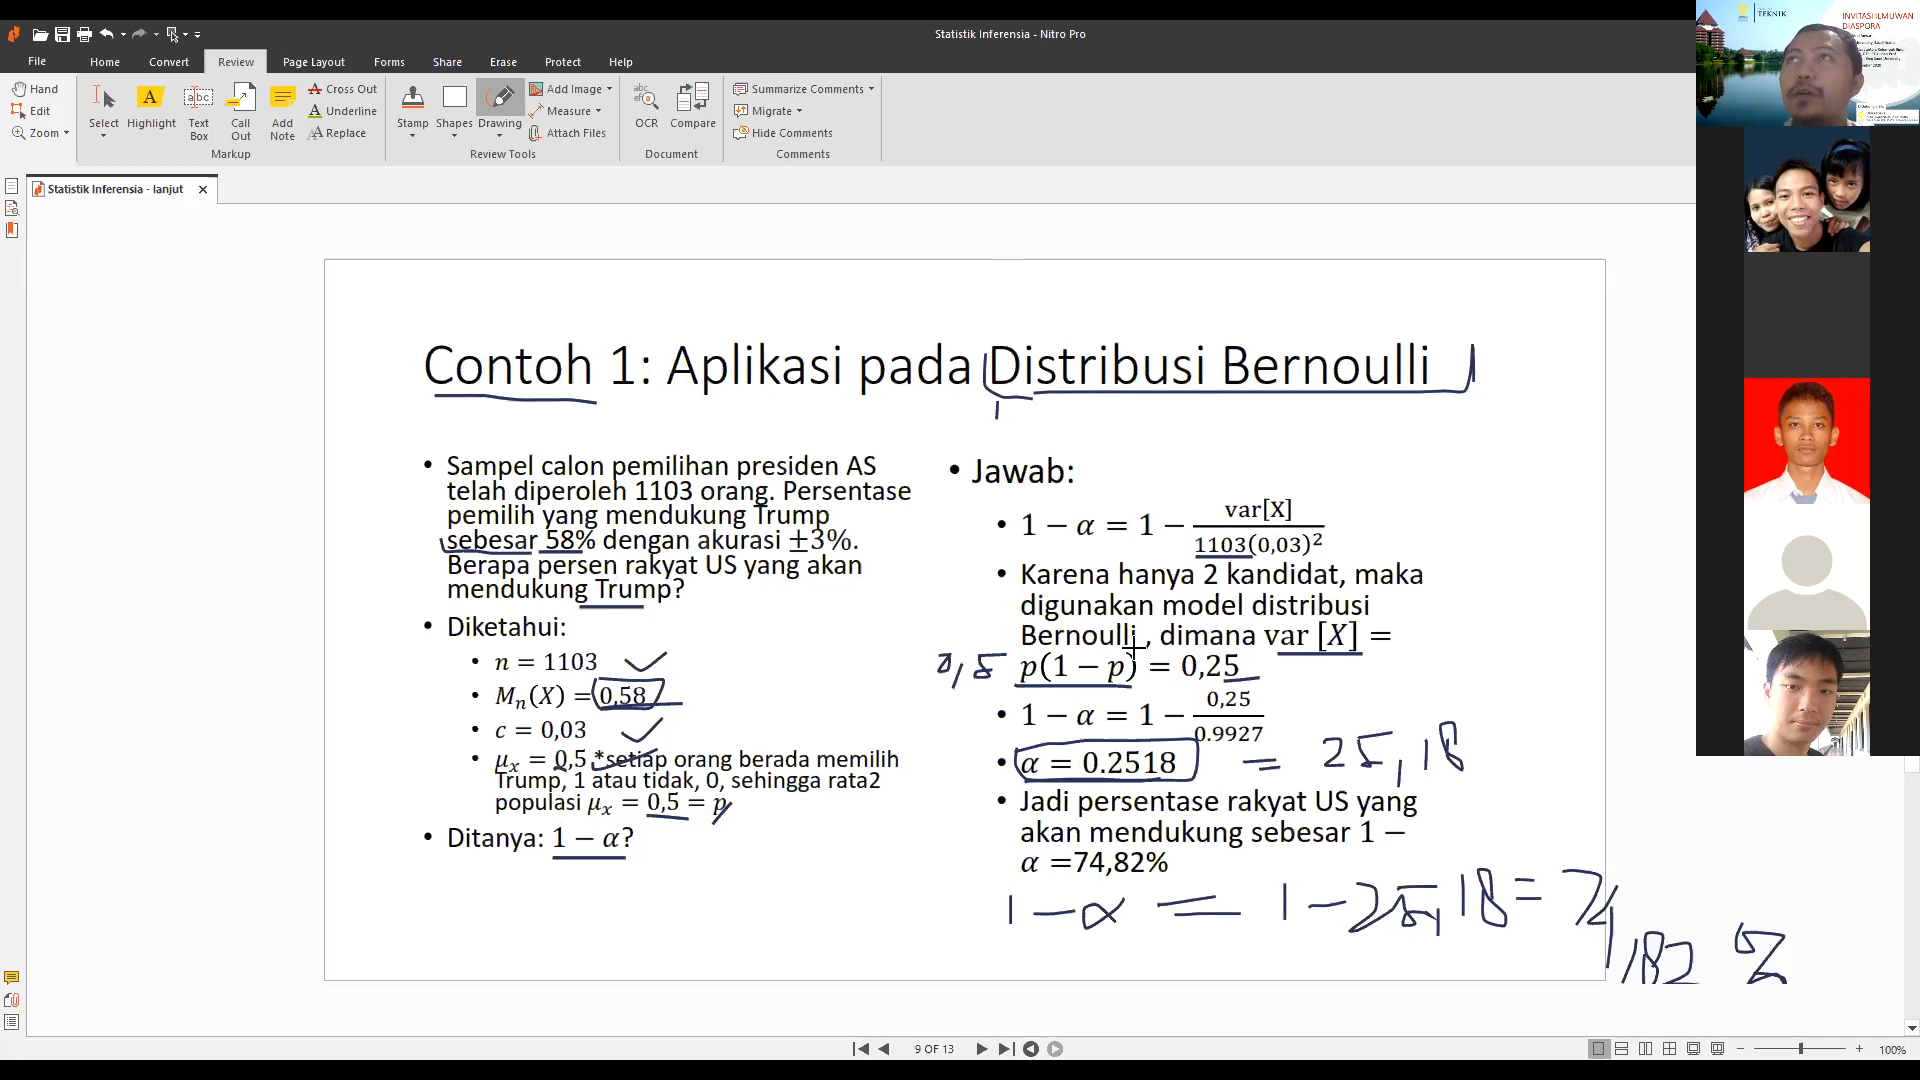 Statistik Inferensia - Nitro Pro
File Home Convert Review Page Layout Forms Share Erase Protect Help
Hand
Edit
Zoom
Select
Highlight
Text Box
Call Out
Add Note
Cross Out
Underline
Replace
Markup
Stamp
Shapes
Drawing
Add Image
Measure
Attach Files
Review Tools
OCR
Compare
Document
Summarize Comments
Migrate
Hide Comments
Comments
Statistik Inferensia - lanjut
Contoh 1: Aplikasi pada Distribusi Bernoulli
• Sampel calon pemilihan presiden AS
telah diperoleh 1103 orang. Persentase
pemilih yang mendukung Trump
sebesar 58% dengan akurasi ±3%.
Berapa persen rakyat US yang akan
mendukung Trump?
• Diketahui:
• n = 1103
• Mₙ(X) = 0,58
• c = 0,03
• μₓ = 0,5 *setiap orang berada memilih
Trump, 1 atau tidak, 0, sehingga rata2
populasi μₓ = 0,5 = p
• Ditanya: 1 − α?
• Jawab:
• 1 − α = 1 − var[X] / 1103(0,03)²
• Karena hanya 2 kandidat, maka
digunakan model distribusi
Bernoulli, dimana var [X] =
0,5 p(1 − p) = 0,25
• 1 − α = 1 − 0,25 / 0.9927
• α = 0.2518 = 25,18
• Jadi persentase rakyat US yang
akan mendukung sebesar 1 −
α =74,82%
1 − α = 1 − 25,18 = 74
,82 %
9 OF 13
100%
TEKNIK
INVITASI ILMUWAN
DIASPORA